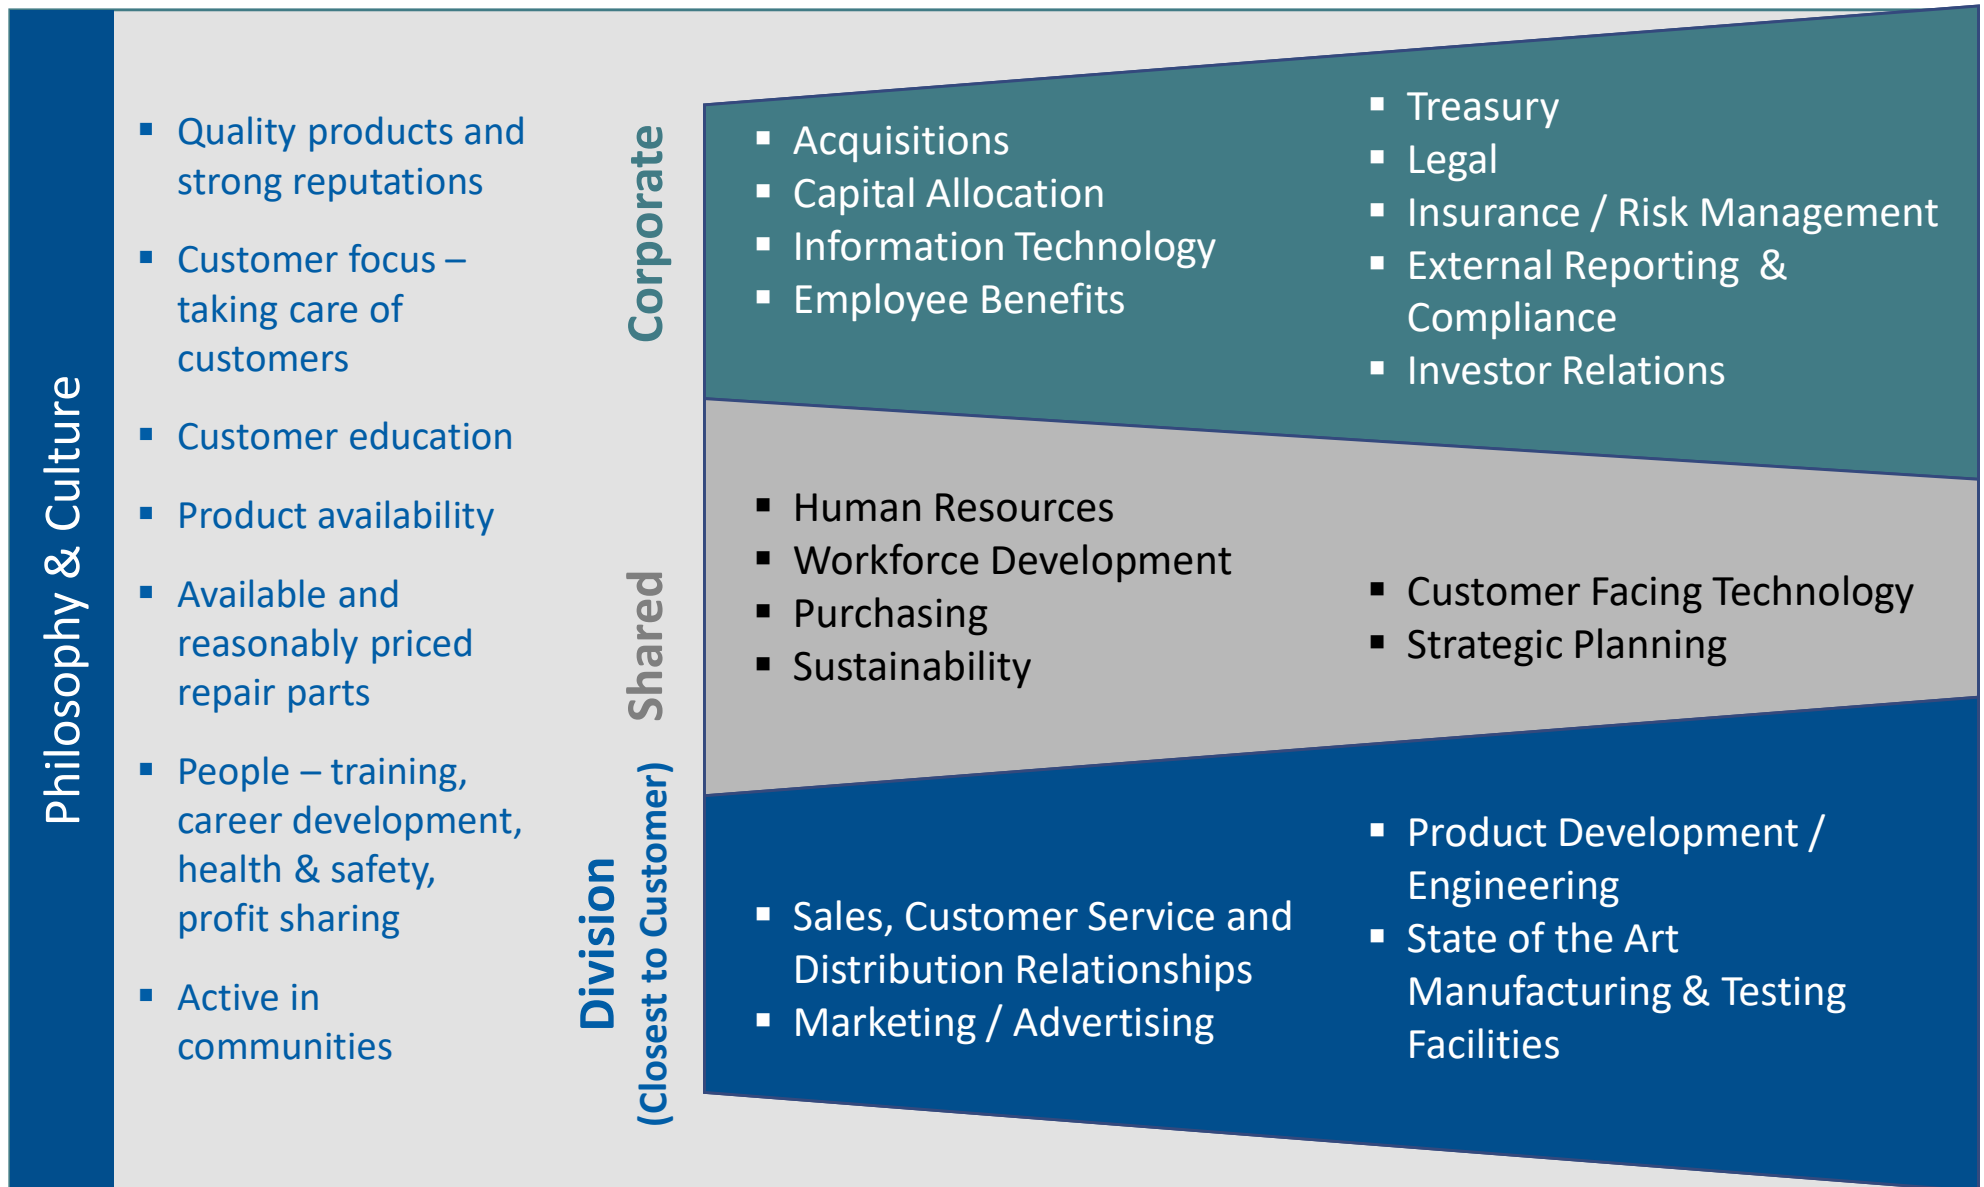 Philosophy & Culture
▪ Quality products and
strong reputations
▪ Customer focus –
taking care of
customers
▪ Customer education
▪ Product availability
▪ Available and
reasonably priced
repair parts
▪ People – training,
career development,
health & safety,
profit sharing
▪ Active in
communities
Corporate
▪ Acquisitions
▪ Capital Allocation
▪ Information Technology
▪ Employee Benefits
▪ Treasury
▪ Legal
▪ Insurance / Risk Management
▪ External Reporting &
Compliance
▪ Investor Relations
Shared
▪ Human Resources
▪ Workforce Development
▪ Purchasing
▪ Sustainability
▪ Customer Facing Technology
▪ Strategic Planning
Division
(Closest to Customer)
▪ Sales, Customer Service and
Distribution Relationships
▪ Marketing / Advertising
▪ Product Development /
Engineering
▪ State of the Art
Manufacturing & Testing
Facilities